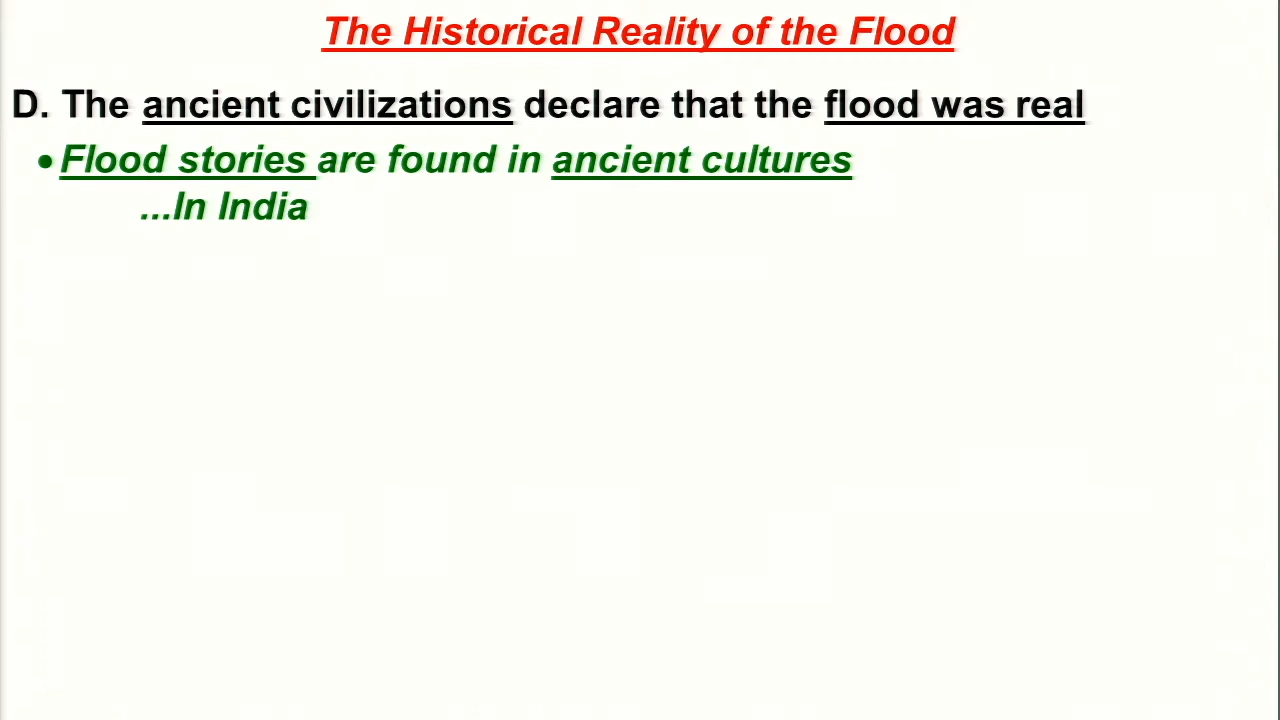 The Historical Reality of the Flood
D. The ancient civilizations declare that the flood was real
• Flood stories are found in ancient cultures
...In India